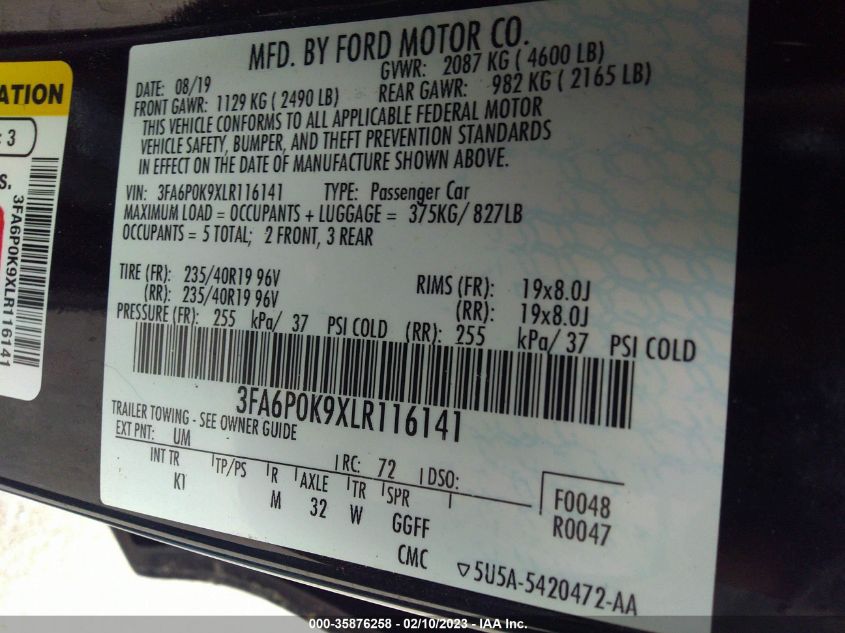 MFD. BY FORD MOTOR CO.
DATE: 08/19 GVWR: 2087 KG ( 4600 LB)
FRONT GAWR: 1129 KG ( 2490 LB) REAR GAWR: 982 KG ( 2165 LB)
THIS VEHICLE CONFORMS TO ALL APPLICABLE FEDERAL MOTOR
VEHICLE SAFETY, BUMPER, AND THEFT PREVENTION STANDARDS
IN EFFECT ON THE DATE OF MANUFACTURE SHOWN ABOVE.
VIN: 3FA6P0K9XLR116141 TYPE: Passenger Car
MAXIMUM LOAD = OCCUPANTS + LUGGAGE = 375KG/ 827LB
OCCUPANTS = 5 TOTAL; 2 FRONT, 3 REAR
TIRE (FR): 235/40R19 96V RIMS (FR): 19x8.0J
(RR): 235/40R19 96V (RR): 19x8.0J
PRESSURE (FR): 255 kPa/ 37 PSI COLD (RR): 255 kPa/ 37 PSI COLD
3FA6P0K9XLR116141
TRAILER TOWING - SEE OWNER GUIDE
EXT PNT: UM RC: 72 DSO:
INT TR TP/PS R AXLE TR SPR
KT M 32 W GGFF
CMC
F0048
R0047
5U5A-5420472-AA
ATION
: 3
S.
3FA6P0K9XLR116141
110035876258 - 02/10/2023 - IAA Inc.